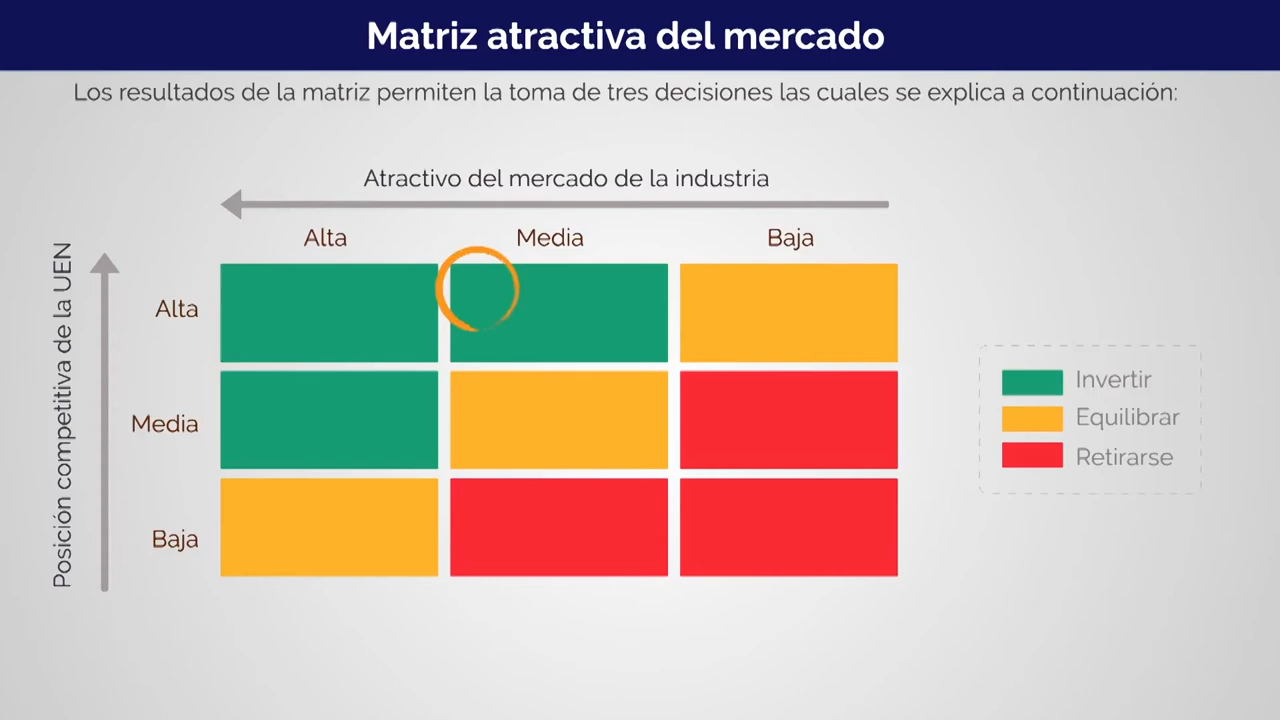 Matriz atractiva del mercado
Los resultados de la matriz permiten la toma de tres decisiones las cuales se explica a continuación:
Atractivo del mercado de la industria
Alta
Media
Baja
Posición competitiva de la UEN
Alta
Media
Baja
Invertir
Equilibrar
Retirarse